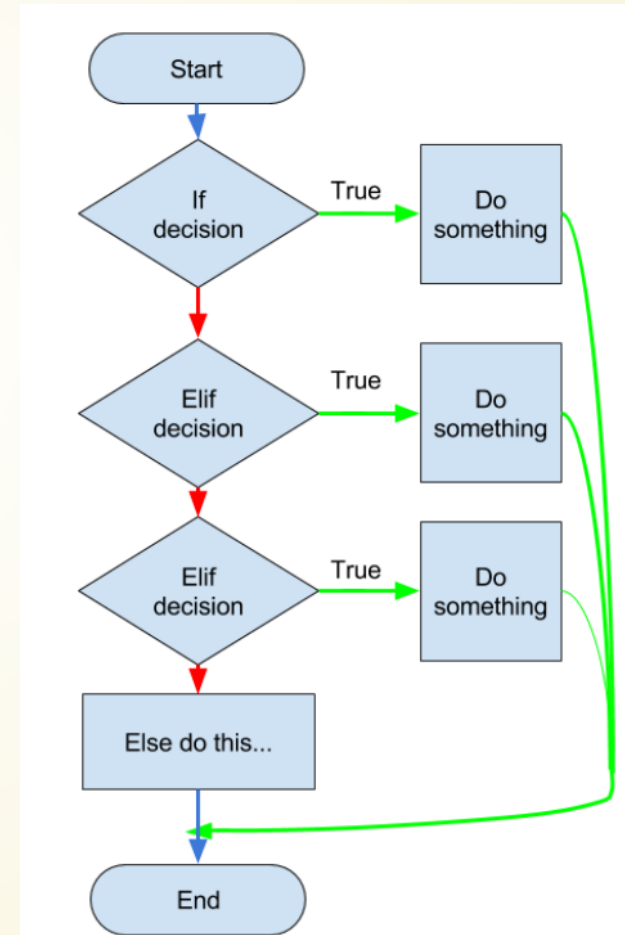 Start
If
decision
True
Do
something
Elif
decision
True
Do
something
Elif
decision
True
Do
something
Else do this...
End